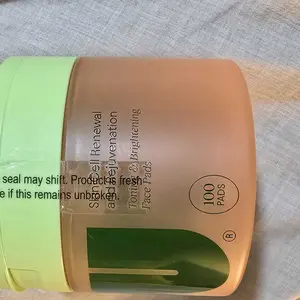 seal may shift. Product is fresh
if this remains unbroken.
Cell Renewal
and rejuvenation
Toning & Brightening
Face Pads
100
PADS
®